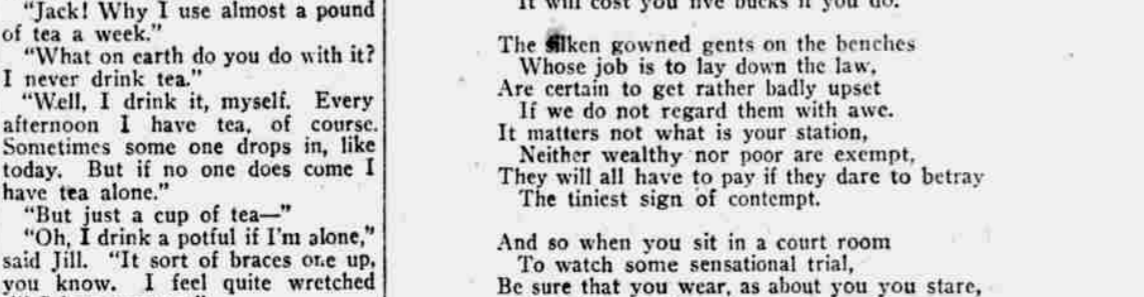 "Jack! Why I use almost a pound
of tea a week."
"What on earth do you do with it?
I never drink tea."
"Well, I drink it, myself. Every
afternoon I have tea, of course.
Sometimes some one drops in, like
today. But if no one does come I
have tea alone."
"But just a cup of tea—"
"Oh, I drink a potful if I'm alone,"
said Jill. "It sort of braces one up,
you know. I feel quite wretched
It will cost you five bucks if you do.
The silken gowned gents on the benches
Whose job is to lay down the law,
Are certain to get rather badly upset
If we do not regard them with awe.
It matters not what is your station,
Neither wealthy nor poor are exempt,
They will all have to pay if they dare to betray
The tiniest sign of contempt.
And so when you sit in a court room
To watch some sensational trial,
Be sure that you wear, as about you you stare,